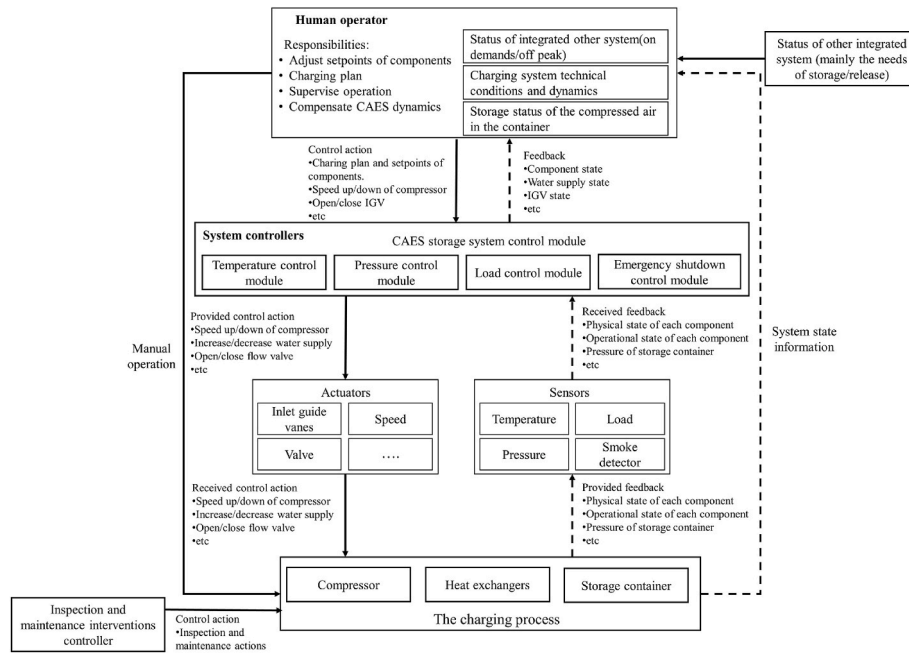 Human operator
Responsibilities:
• Adjust setpoints of components
• Charging plan
• Supervise operation
• Compensate CAES dynamics
Status of integrated other system(on
demands/off peak)
Charging system technical
conditions and dynamics
Storage status of the compressed air
in the container
Status of other integrated
system (mainly the needs
of storage/release)
Control action
•Charing plan and setpoints of
components.
•Speed up/down of compressor
•Open/close IGV
•etc
Feedback
•Component state
•Water supply state
•IGV state
•etc
System controllers
CAES storage system control module
Temperature control
module
Pressure control
module
Load control module
Emergency shutdown
control module
Provided control action
•Speed up/down of compressor
•Increase/decrease water supply
•Open/close flow valve
•etc
Received feedback
•Physical state of each component
•Operational state of each component
•Pressure of storage container
•etc
Manual
operation
System state
information
Actuators
Inlet guide
vanes
Speed
Valve
….
Sensors
Temperature
Load
Pressure
Smoke
detector
Received control action
•Speed up/down of compressor
•Increase/decrease water supply
•Open/close flow valve
•etc
Provided feedback
•Physical state of each component
•Operational state of each component
•Pressure of storage container
•etc
Compressor
Heat exchangers
Storage container
The charging process
Inspection and
maintenance interventions
controller
Control action
•Inspection and
maintenance actions